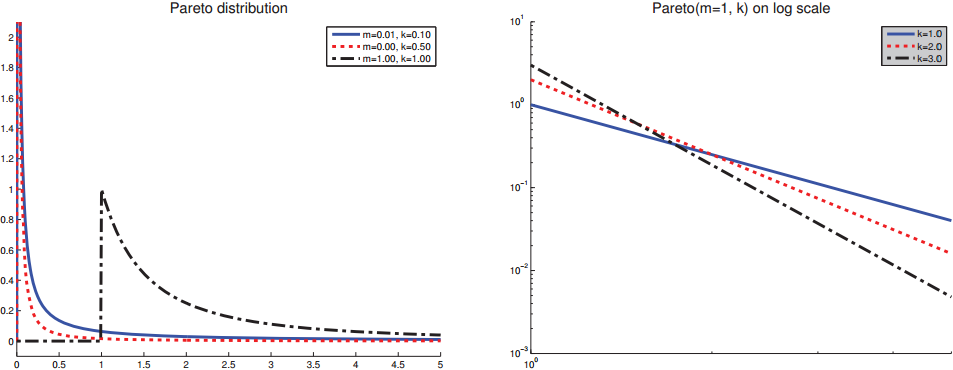 Pareto distribution
m=0.01, k=0.10
m=0.00, k=0.50
m=1.00, k=1.00
2
1.8
1.6
1.4
1.2
1
0.8
0.6
0.4
0.2
0
0 0.5 1 1.5 2 2.5 3 3.5 4 4.5 5
Pareto(m=1, k) on log scale
k=1.0
k=2.0
k=3.0
10^1
10^0
10^-1
10^-2
10^-3
10^0